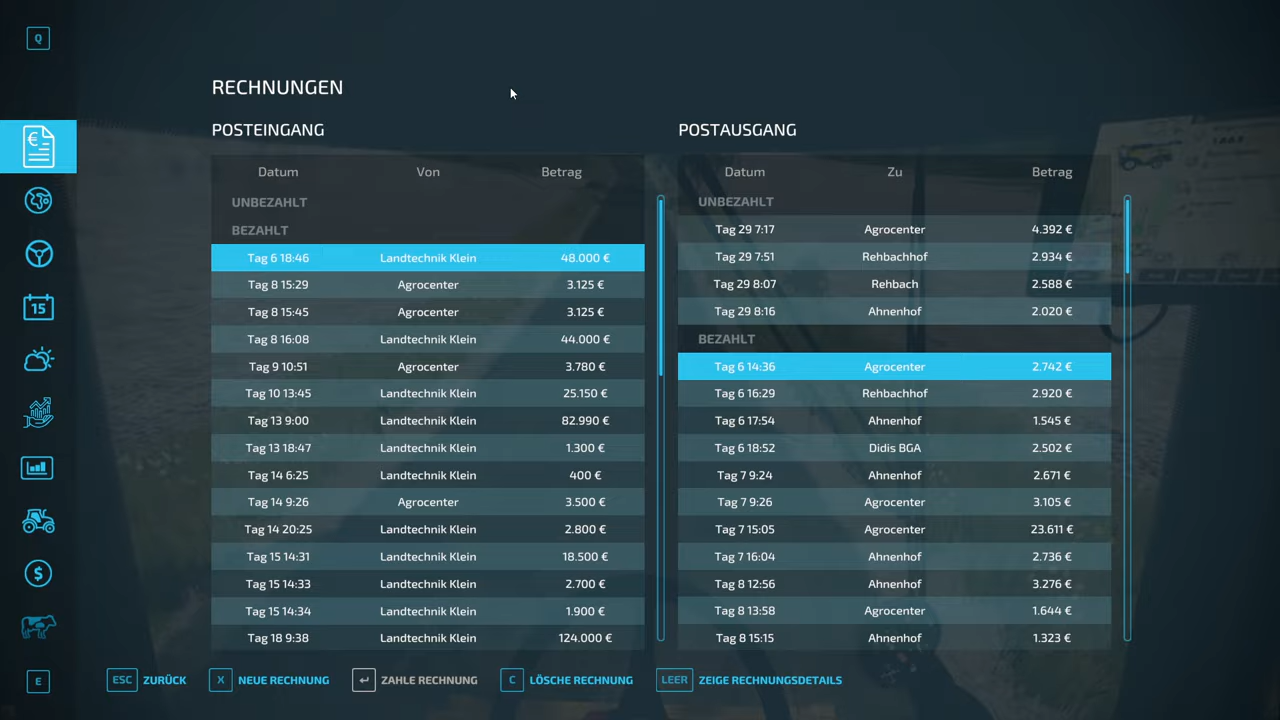 Q
RECHNUNGEN
POSTEINGANG
Datum Von Betrag
UNBEZAHLT
BEZAHLT
Tag 6 18:46 Landtechnik Klein 48.000 €
Tag 8 15:29 Agrocenter 3.125 €
Tag 8 15:45 Agrocenter 3.125 €
Tag 8 16:08 Landtechnik Klein 44.000 €
Tag 9 10:51 Agrocenter 3.780 €
Tag 10 13:45 Landtechnik Klein 25.150 €
Tag 13 9:00 Landtechnik Klein 82.990 €
Tag 13 18:47 Landtechnik Klein 1.300 €
Tag 14 6:25 Landtechnik Klein 400 €
Tag 14 9:26 Agrocenter 3.500 €
Tag 14 20:25 Landtechnik Klein 2.800 €
Tag 15 14:31 Landtechnik Klein 18.500 €
Tag 15 14:33 Landtechnik Klein 2.700 €
Tag 15 14:34 Landtechnik Klein 1.900 €
Tag 18 9:38 Landtechnik Klein 124.000 €
POSTAUSGANG
Datum Zu Betrag
UNBEZAHLT
Tag 29 7:17 Agrocenter 4.392 €
Tag 29 7:51 Rehbachhof 2.934 €
Tag 29 8:07 Rehbach 2.588 €
Tag 29 8:16 Ahnenhof 2.020 €
BEZAHLT
Tag 6 14:36 Agrocenter 2.742 €
Tag 6 16:29 Rehbachhof 2.920 €
Tag 6 17:54 Ahnenhof 1.545 €
Tag 6 18:52 Didis BGA 2.502 €
Tag 7 9:24 Ahnenhof 2.671 €
Tag 7 9:26 Agrocenter 3.105 €
Tag 7 15:05 Agrocenter 23.611 €
Tag 7 16:04 Ahnenhof 2.736 €
Tag 8 12:56 Ahnenhof 3.276 €
Tag 8 13:58 Agrocenter 1.644 €
Tag 8 15:15 Ahnenhof 1.323 €
€
15
$
E
ESC ZURÜCK X NEUE RECHNUNG ↵ ZAHLE RECHNUNG C LÖSCHE RECHNUNG LEER ZEIGE RECHNUNGSDETAILS